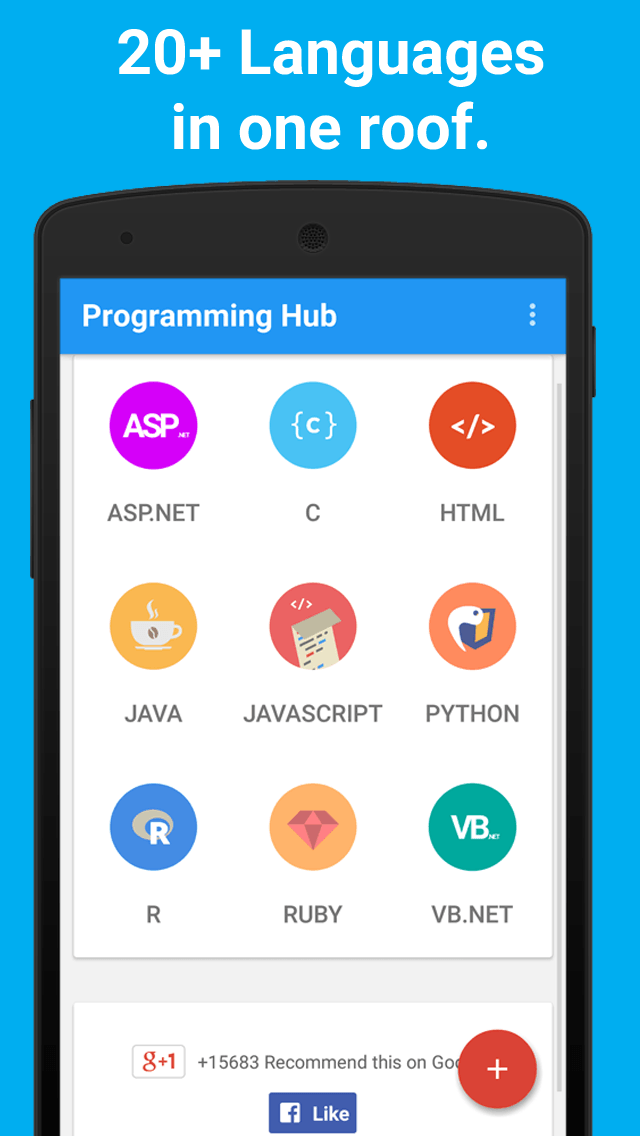 20+ Languages
in one roof.
Programming Hub
ASP.NET
{c}
</>
ASP.NET C HTML
</>
JAVA JAVASCRIPT PYTHON
R
VB.NET
R RUBY VB.NET
g+1 +15683 Recommend this on Goo +
Like